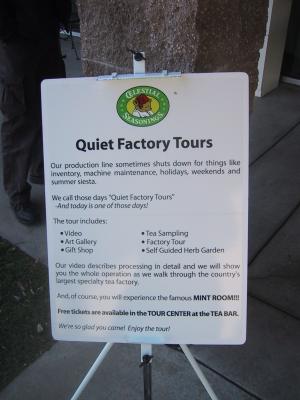 CELESTIAL
SEASONINGS
Quiet Factory Tours
Our production line sometimes shuts down for things like
inventory, machine maintenance, holidays, weekends and
summer siesta.
We call those days "Quiet Factory Tours"
-And today is one of those days!
The tour includes:
• Video
• Art Gallery
• Gift Shop
• Tea Sampling
• Factory Tour
• Self Guided Herb Garden
Our video describes processing in detail and we will show
you the whole operation as we walk through the country's
largest specialty tea factory.
And, of course, you will experience the famous MINT ROOM!!!
Free tickets are available in the TOUR CENTER at the TEA BAR.
We're so glad you came! Enjoy the tour!